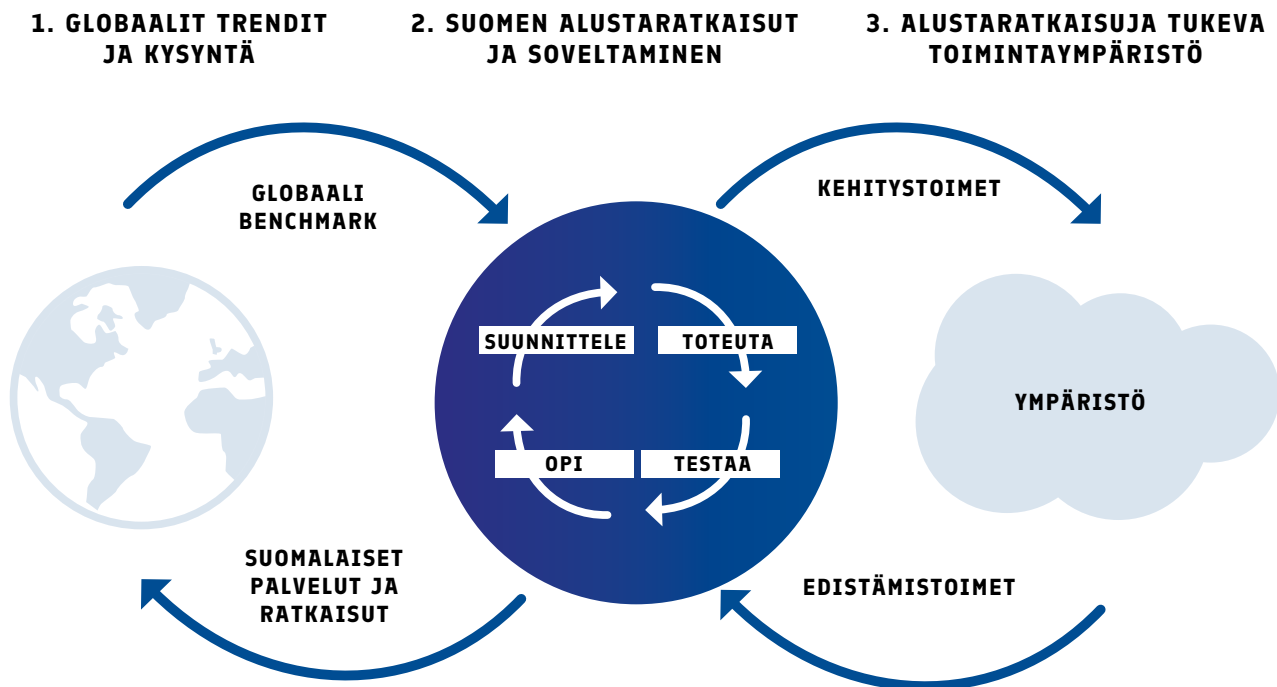 1. GLOBAALIT TRENDIT
JA KYSYNTÄ
2. SUOMEN ALUSTARATKAISUT
JA SOVELTAMINEN
3. ALUSTARATKAISUJA TUKEVA
TOIMINTAYMPÄRISTÖ
GLOBAALI
BENCHMARK
KEHITYSTOIMET
SUUNNITTELE
TOTEUTA
YMPÄRISTÖ
OPI
TESTAA
SUOMALAISET
PALVELUT JA
RATKAISUT
EDISTÄMISTOIMET